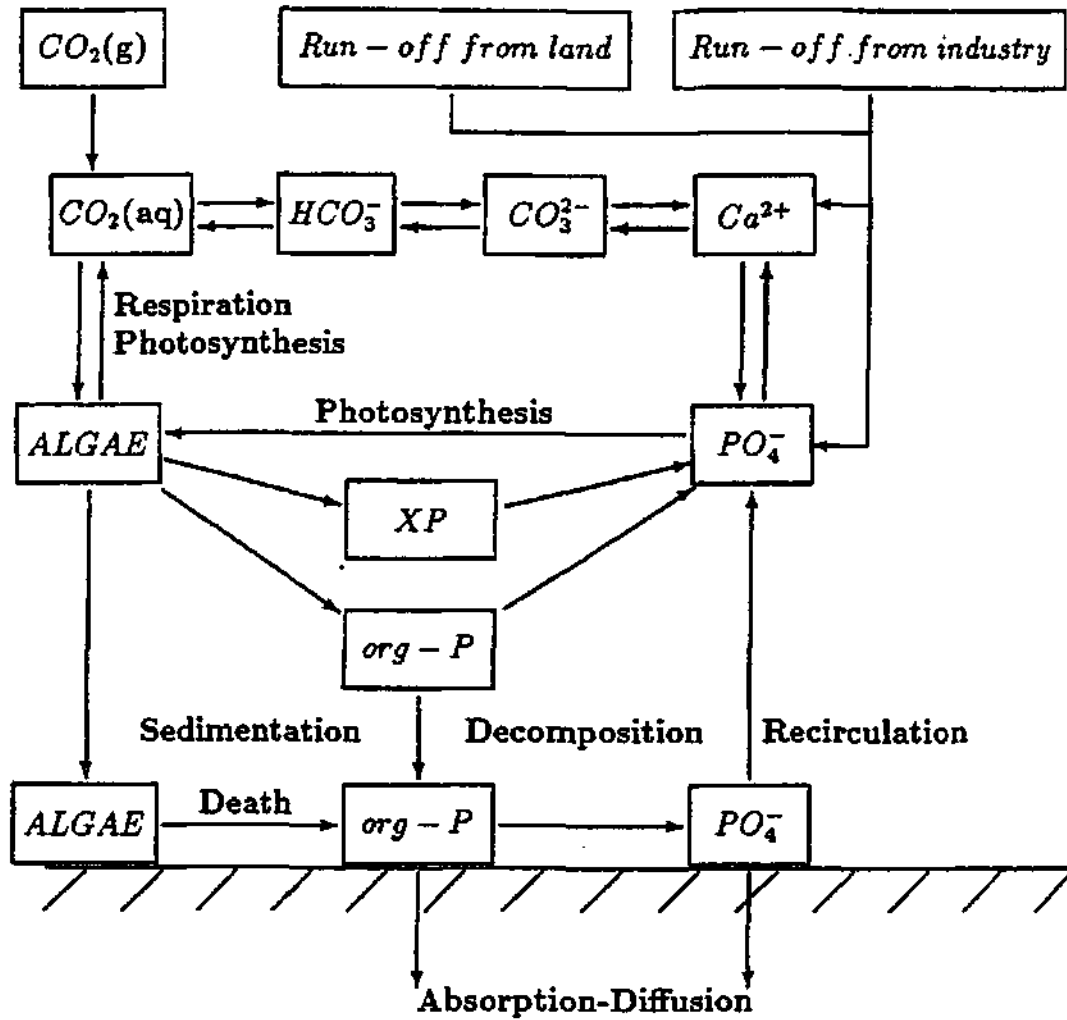 CO₂(g)
Run – off from land
Run – off from industry
CO₂(aq)
HCO₃⁻
CO₃²⁻
Ca²⁺
Respiration
Photosynthesis
Photosynthesis
ALGAE
PO₄⁻
XP
org – P
Sedimentation
Decomposition
Recirculation
ALGAE
Death
org – P
PO₄⁻
Absorption-Diffusion